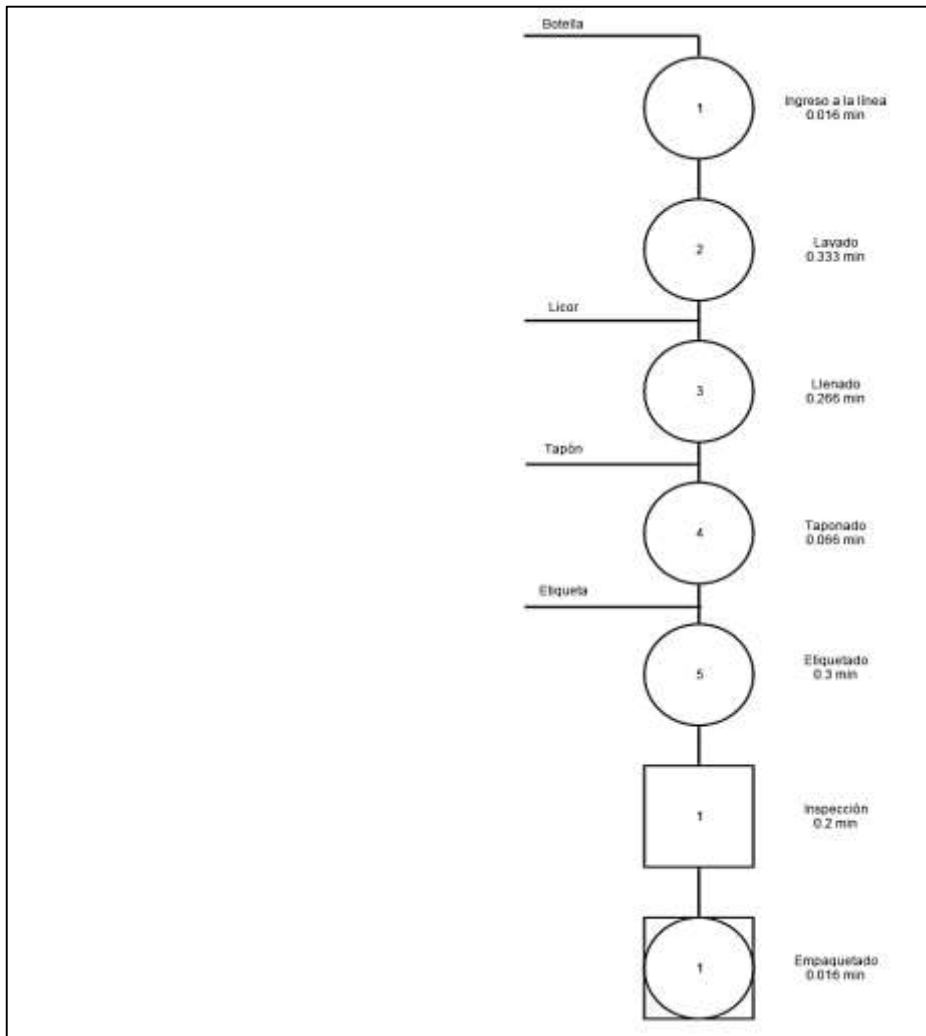 Botella
1
Ingreso a la línea
0.016 min
2
Lavado
0.333 min
Licor
3
Llenado
0.266 min
Tapón
4
Taponado
0.066 min
Etiqueta
5
Etiquetado
0.3 min
1
Inspección
0.2 min
1
Empaquetado
0.016 min